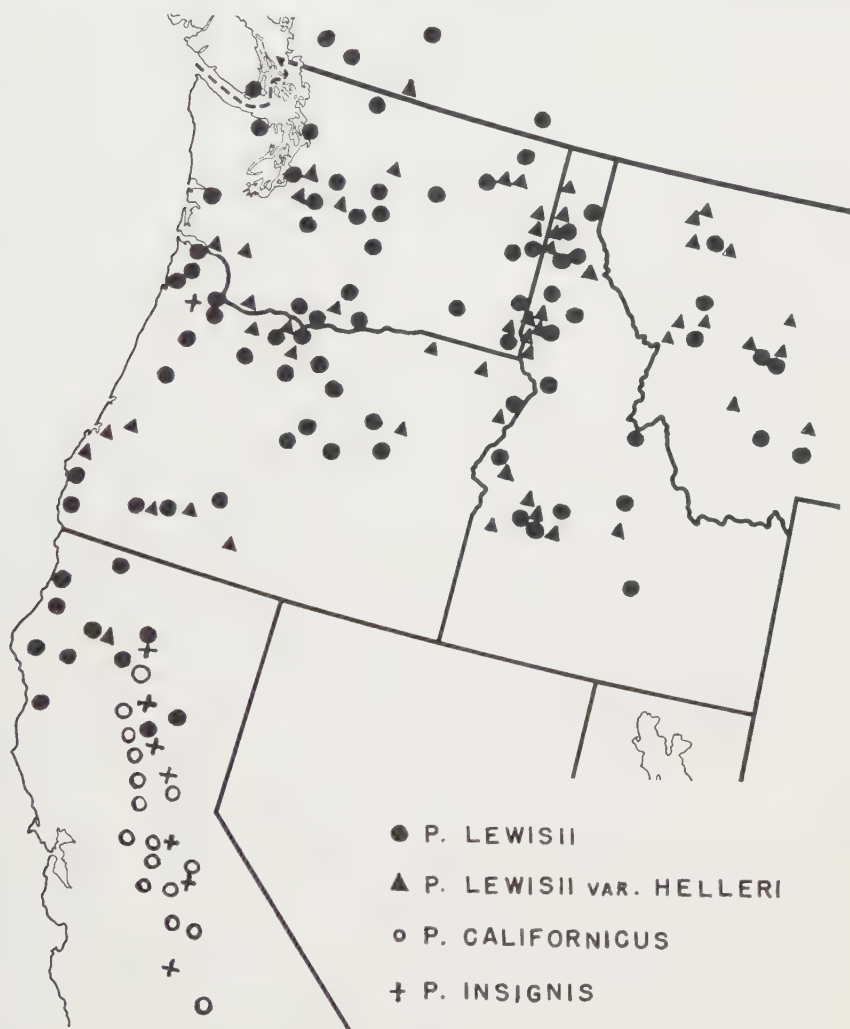 P. LEWISII
P. LEWISII VAR. HELLERI
P. CALIFORNICUS
P. INSIGNIS